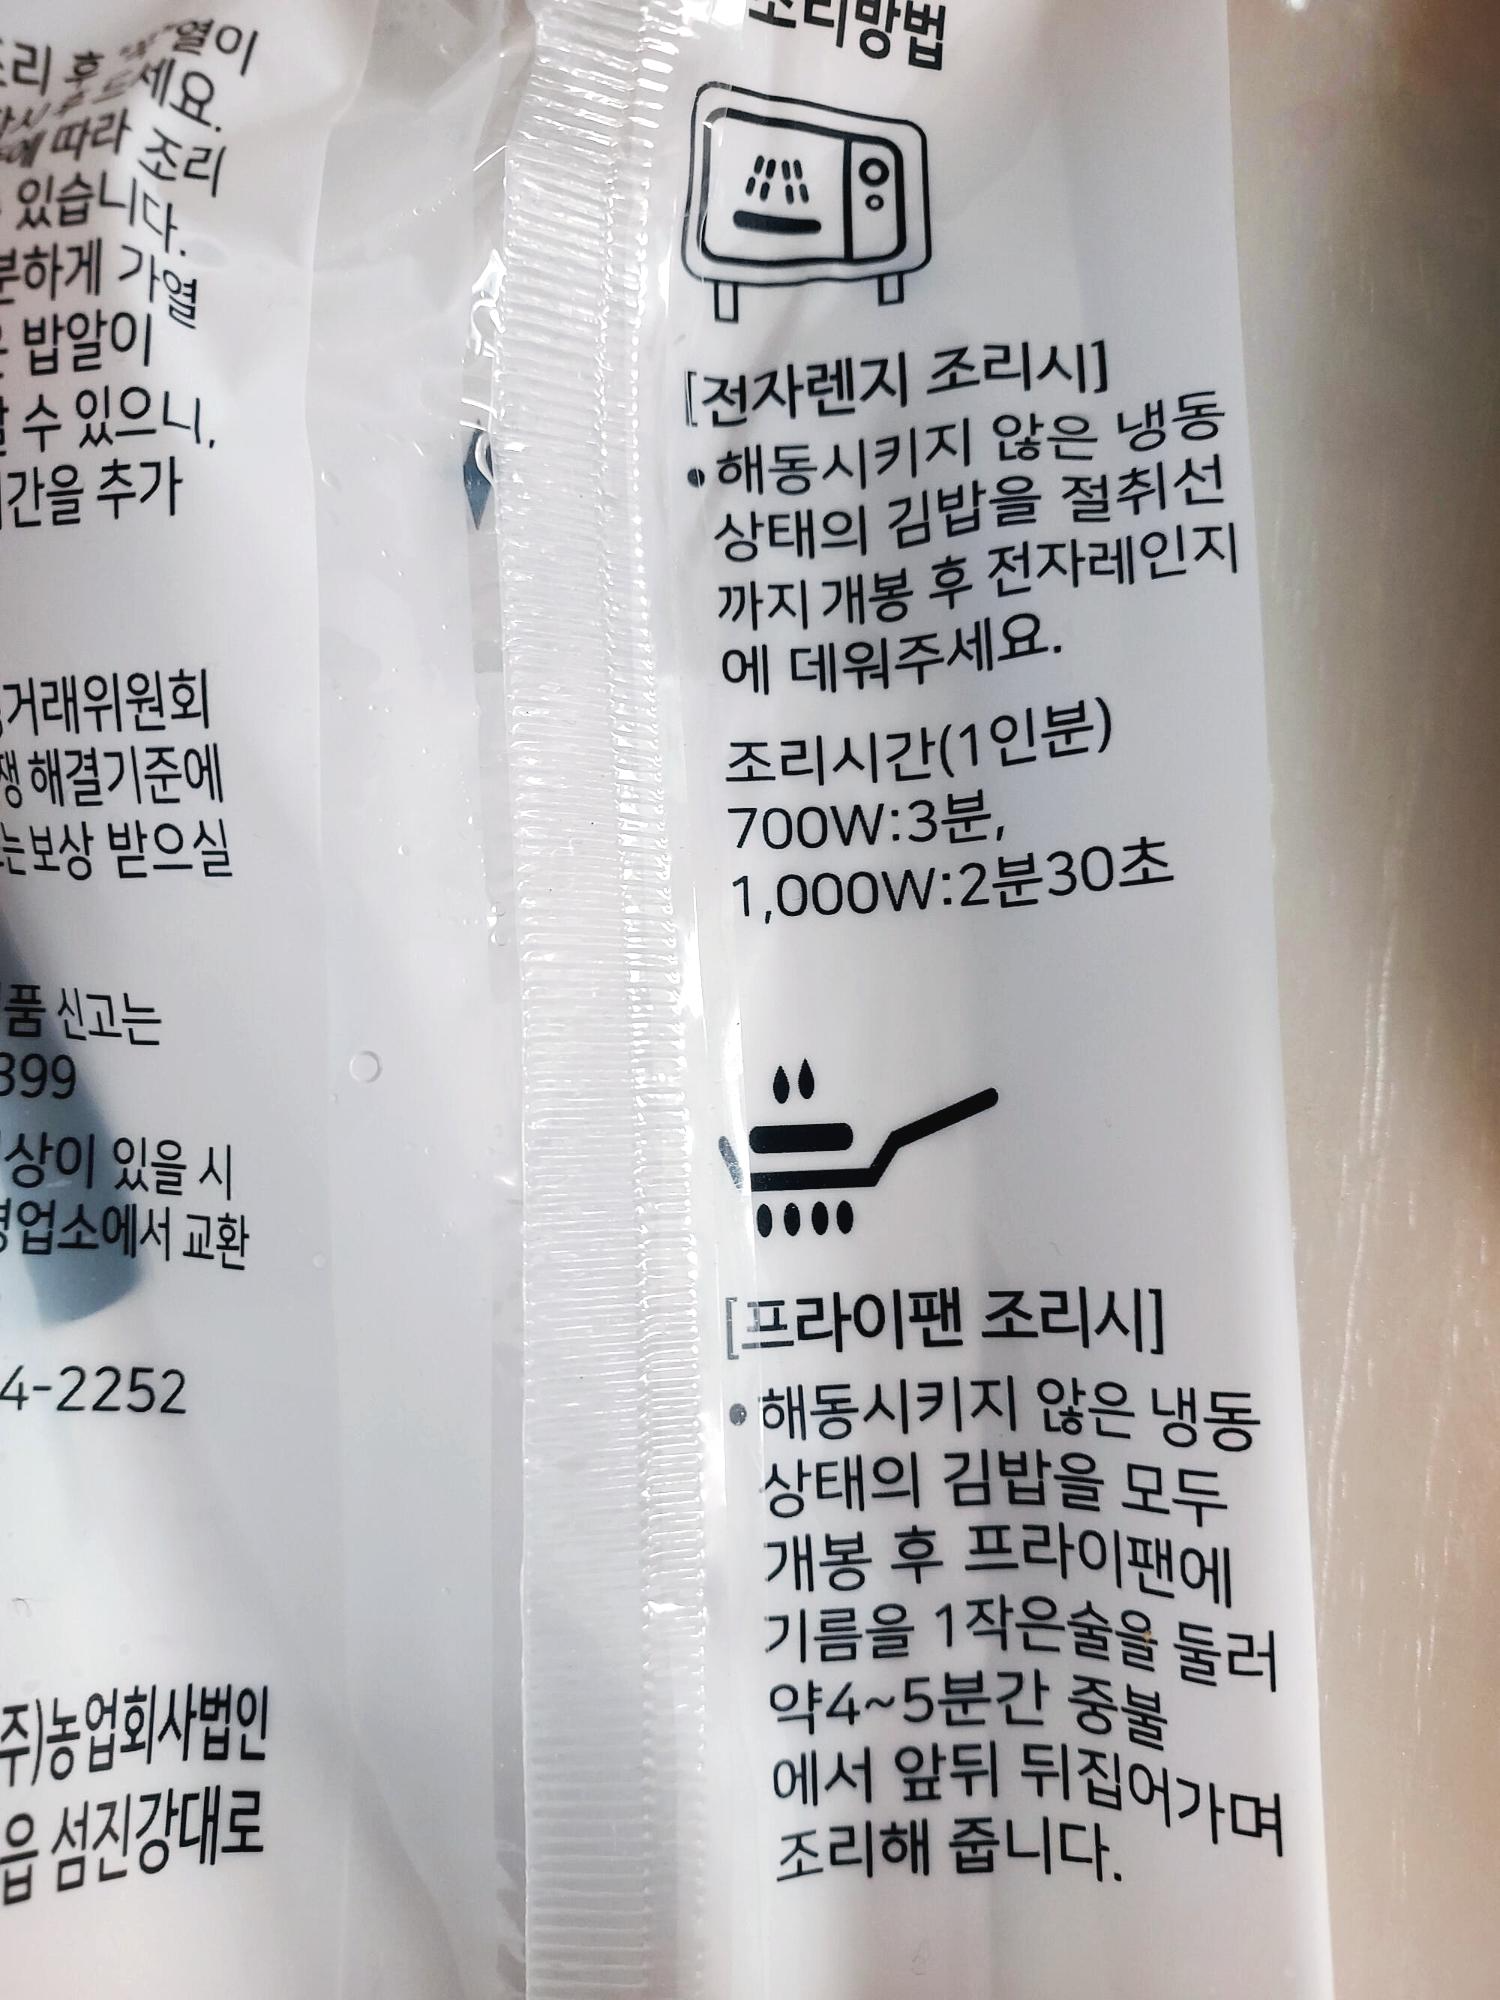 열이
리 후
세요.
따라 조리
있습니다.
하게 가열
밥알이
수 있으니,
간을 추가
거래위원회
해결기준에
는보상 받으실
품 신고는
399
상이 있을 시
업소에서 교환
4-2252
주)농업회사법인
읍 섬진강대로
조리방법
[전자렌지 조리시]
• 해동시키지 않은 냉동
상태의 김밥을 절취선
까지 개봉 후 전자레인지
에 데워주세요.
조리시간(1인분)
700W:3분,
1,000W:2분30초
[프라이팬 조리시]
• 해동시키지 않은 냉동
상태의 김밥을 모두
개봉 후 프라이팬에
기름을 1작은술을 둘러
약4~5분간 중불
에서 앞뒤 뒤집어가며
조리해 줍니다.